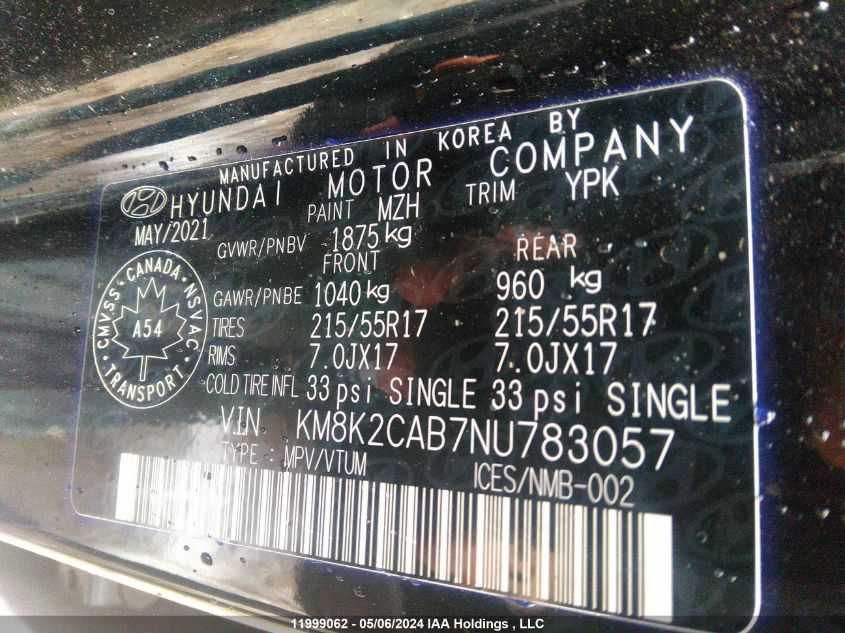 MANUFACTURED IN KOREA BY
HYUNDAI MOTOR COMPANY
MAY/2021 PAINT MZH TRIM YPK
GVWR/PNBV 1875 kg
FRONT REAR
GAWR/PNBE 1040 kg 960 kg
TIRES 215/55R17 215/55R17
RIMS 7.0JX17 7.0JX17
COLD TIRE INFL 33 psi SINGLE 33 psi SINGLE
V.I.N KM8K2CAB7NU783057
TYPE : MPV/VTUM ICES/NMB-002
CMVSS · CANADA · NSVAC
A54
TRANSPORT
11999062 - 05/06/2024 IAA Holdings , LLC